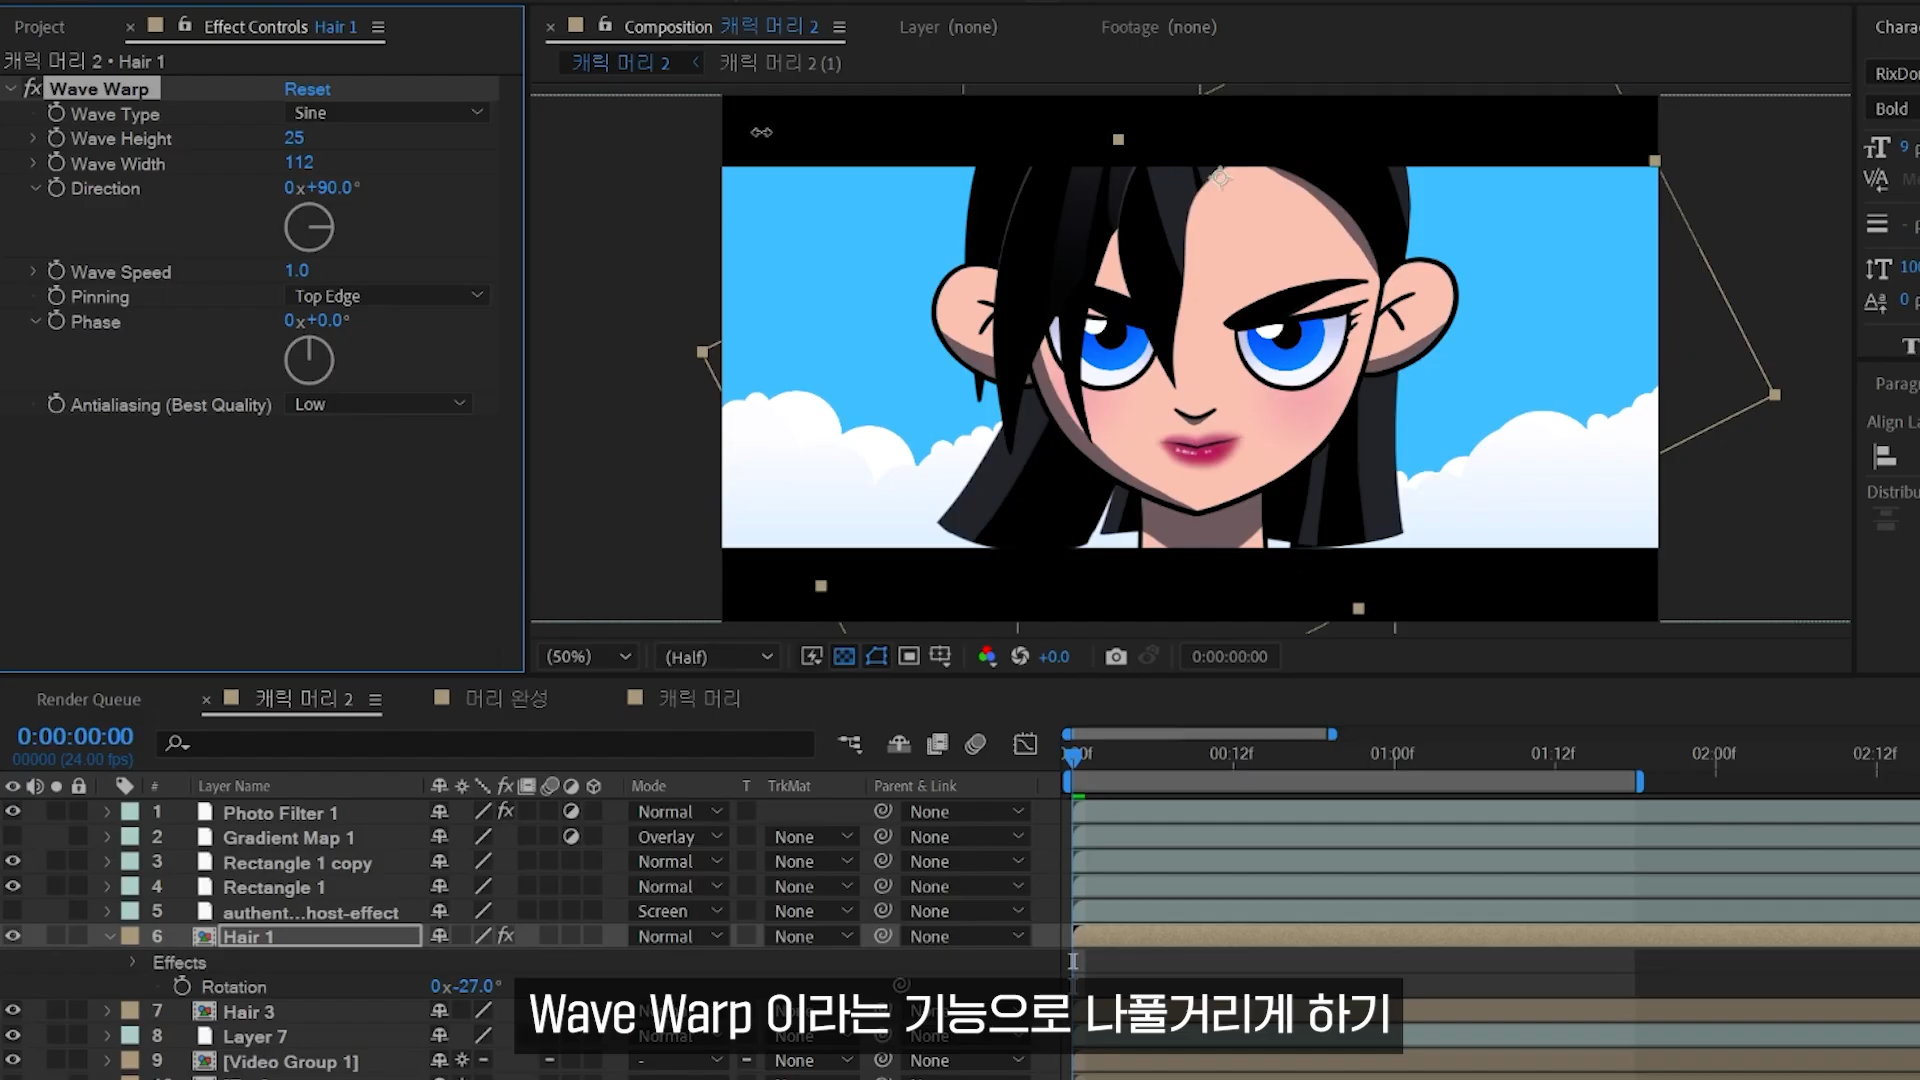 Project
Effect Controls Hair 1
캐릭 머리 2 • Hair 1
fx Wave Warp Reset
Wave Type Sine
Wave Height 25
Wave Width 112
Direction 0x+90.0°
Wave Speed 1.0
Pinning Top Edge
Phase 0x+0.0°
Antialiasing (Best Quality) Low
Composition 캐릭 머리 2
Layer (none)
Footage (none)
캐릭 머리 2
캐릭 머리 2 (1)
Bold
Align
(50%) (Half) +0.0 0:00:00:00
Render Queue
캐릭 머리 2
머리 완성
캐릭 머리
0:00:00:00
00000 (24.00 fps)
00:12f 01:00f 01:12f 02:00f 02:12f
# Layer Name fx Mode T TrkMat Parent & Link
1 Photo Filter 1 fx Normal None
2 Gradient Map 1 Overlay None None
3 Rectangle 1 copy Normal None None
4 Rectangle 1 Normal None None
5 authent...host-effect Screen None None
6 Hair 1 fx Normal None None
Effects
Rotation 0x-27.0°
7 Hair 3
8 Layer 7 Normal None None
9 [Video Group 1] - None None
Wave Warp 이라는 기능으로 나풀거리게 하기